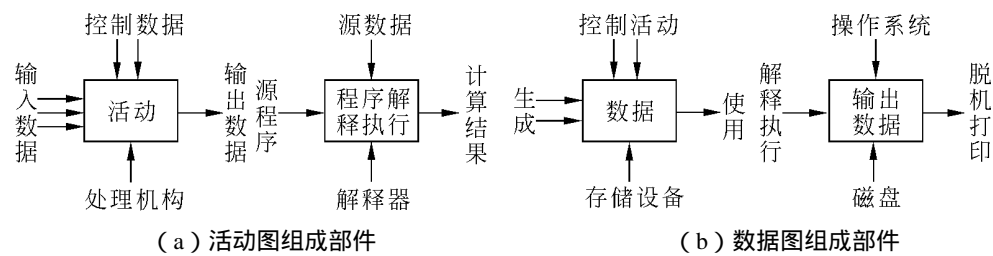 控制数据
输入数据
活动
输出数据
处理机构
源数据
源程序
程序解
释执行
计算结果
解释器
（a）活动图组成部件
控制活动
生成
数据
使用
存储设备
操作系统
解释执行
输出
数据
脱机打印
磁盘
（b）数据图组成部件